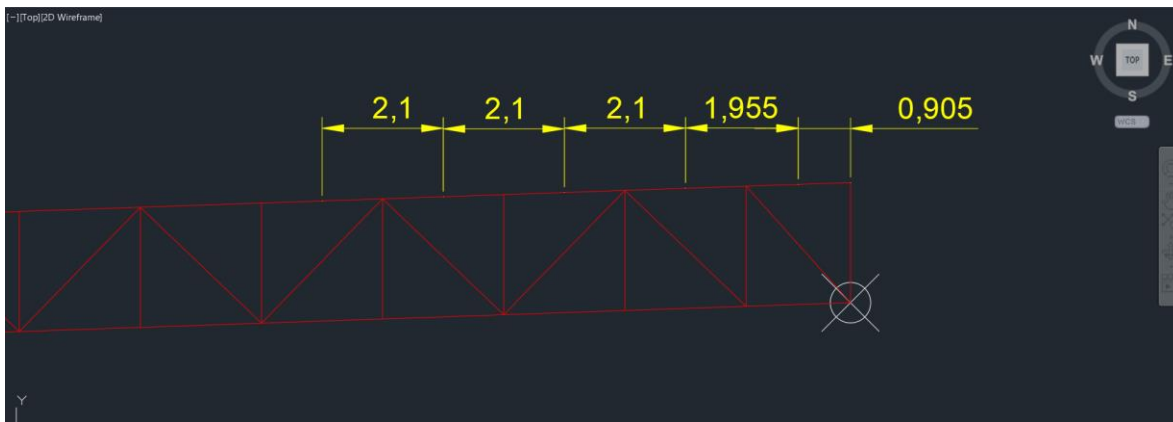 [−][Top][2D Wireframe]
N
W TOP E
S
WCS
2,1 2,1 2,1 1,955 0,905
Y